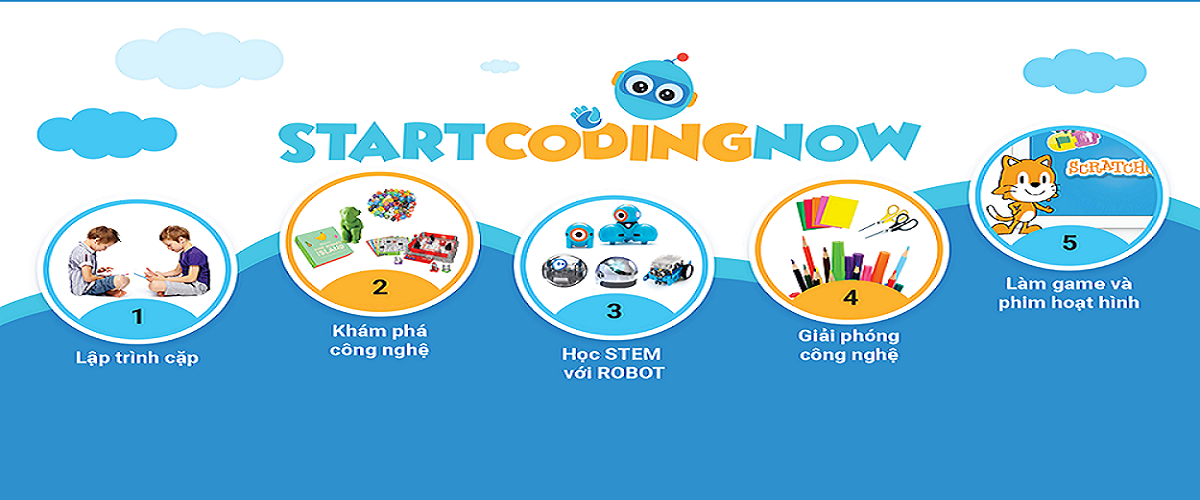 STARTCODINGNOW
1
Lập trình cặp
2
Khám phá
công nghệ
3
Học STEM
với ROBOT
4
Giải phóng
công nghệ
SCRATCH
5
Làm game và
phim hoạt hình